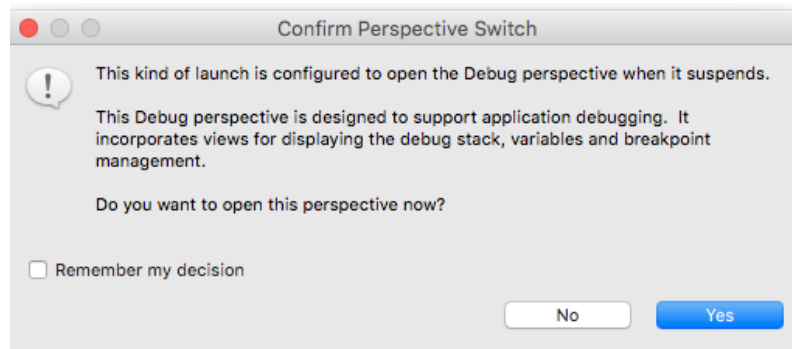 Confirm Perspective Switch
This kind of launch is configured to open the Debug perspective when it suspends.
This Debug perspective is designed to support application debugging.  It
incorporates views for displaying the debug stack, variables and breakpoint
management.
Do you want to open this perspective now?
Remember my decision
No
Yes